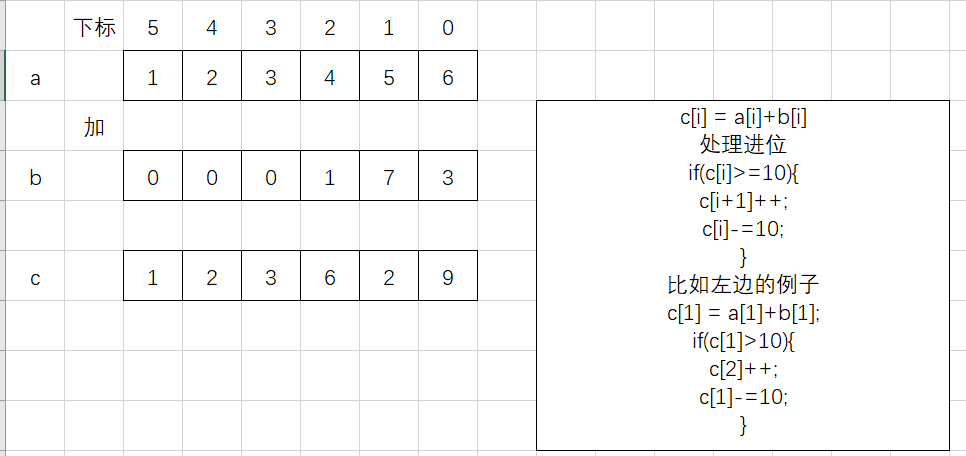 下标 5 4 3 2 1 0
a 1 2 3 4 5 6
加
b 0 0 0 1 7 3
c 1 2 3 6 2 9
c[i] = a[i]+b[i]
处理进位
if(c[i]>=10){
c[i+1]++;
c[i]-=10;
}
比如左边的例子
c[1] = a[1]+b[1];
if(c[1]>10){
c[2]++;
c[1]-=10;
}